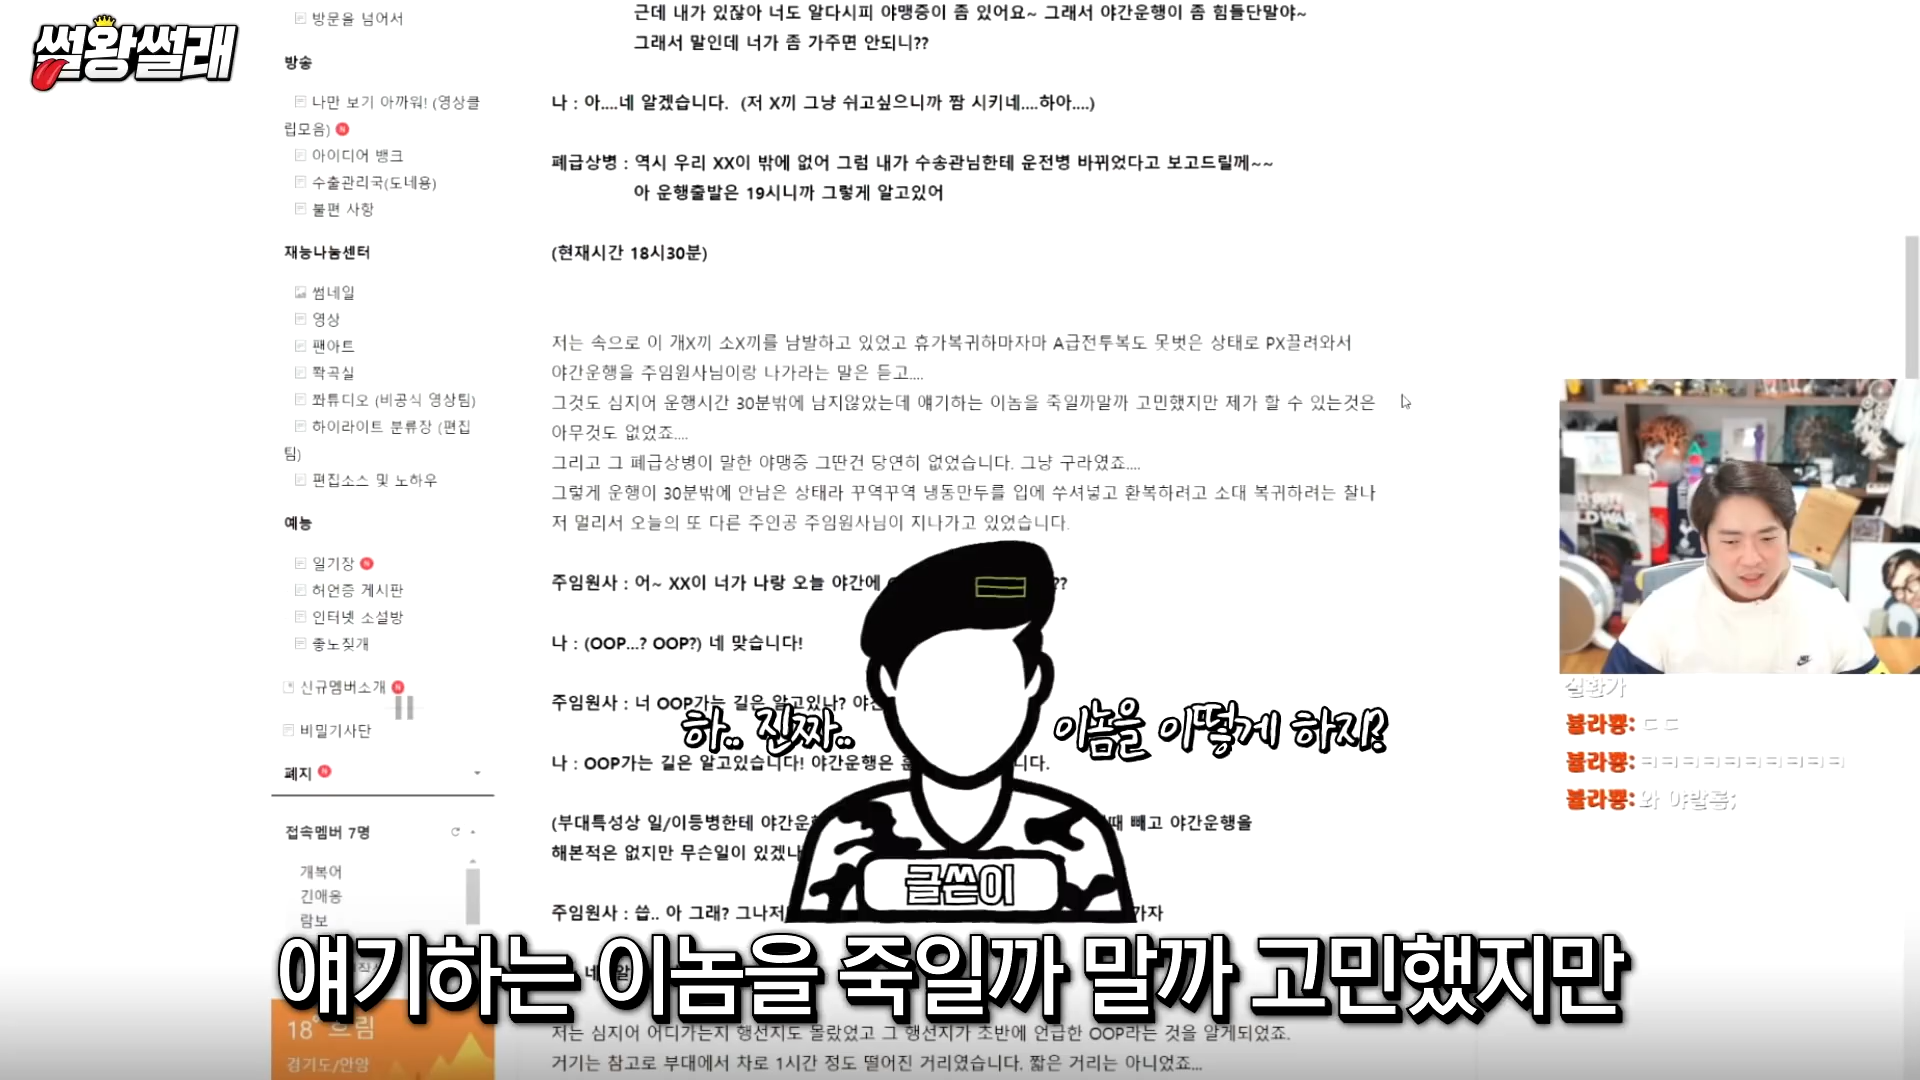 썰왕썰래
방문을 넘어서
방송
나만 보기 아까워! (영상클
립모음) N
아이디어 뱅크
수출관리국(도네용)
불편 사항
재능나눔센터
썸네일
영상
팬아트
쫙곡실
쫘튜디오 (비공식 영상팀)
하이라이트 분류장 (편집
팀)
편집소스 및 노하우
예능
일기장 N
허언증 게시판
인터넷 소설방
좋노짖개
신규멤버소개 N
비밀기사단
폐지 N
접속멤버 7명
개복어
긴애옹
람보
18° 흐림
경기도/안양
근데 내가 있잖아 너도 알다시피 야맹증이 좀 있어요~ 그래서 야간운행이 좀 힘들단말야~
그래서 말인데 너가 좀 가주면 안되니??
나 : 아....네 알겠습니다. (저 X끼 그냥 쉬고싶으니까 짬 시키네....하아....)
폐급상병 : 역시 우리 XX이 밖에 없어 그럼 내가 수송관님한테 운전병 바뀌었다고 보고드릴께~~
아 운행출발은 19시니까 그렇게 알고있어
(현재시간 18시30분)
저는 속으로 이 개X끼 소X끼를 남발하고 있었고 휴가복귀하마자마 A급전투복도 못벗은 상태로 PX끌려와서
야간운행을 주임원사님이랑 나가라는 말은 듣고....
그것도 심지어 운행시간 30분밖에 남지않았는데 얘기하는 이놈을 죽일까말까 고민했지만 제가 할 수 있는것은
아무것도 없었죠....
그리고 그 폐급상병이 말한 야맹증 그딴건 당연히 없었습니다. 그냥 구라였죠....
그렇게 운행이 30분밖에 안남은 상태라 꾸역꾸역 냉동만두를 입에 쑤셔넣고 환복하려고 소대 복귀하려는 찰나
저 멀리서 오늘의 또 다른 주인공 주임원사님이 지나가고 있었습니다.
주임원사 : 어~ XX이 너가 나랑 오늘 야간에 ??
나 : (OOP...? OOP?) 네 맞습니다!
주임원사 : 너 OOP가는 길은 알고있나?
하.. 진짜.. 이놈을 어떻게 하지?
나 : OOP가는 길은 알고있습니다! 야간운행은 니다.
(부대특성상 일/이등병한테 야간운 때 빼고 야간운행을
해본적은 없지만 무슨일이 있겠나
글쓴이
주임원사 : 씁.. 아 그래? 그나저 가자
얘기하는 이놈을 죽일까 말까 고민했지만
저는 심지어 어디가는지 행선지도 몰랐었고 그 행선지가 초반에 언급한 OOP라는 것을 알게되었죠.
거기는 참고로 부대에서 차로 1시간 정도 떨어진 거리였습니다. 짧은 거리는 아니었죠...
불라뿅: ㄷㄷ
불라뿅: ㅋㅋㅋㅋㅋㅋㅋㅋㅋㅋ
불라뿅: 와 야발롬;